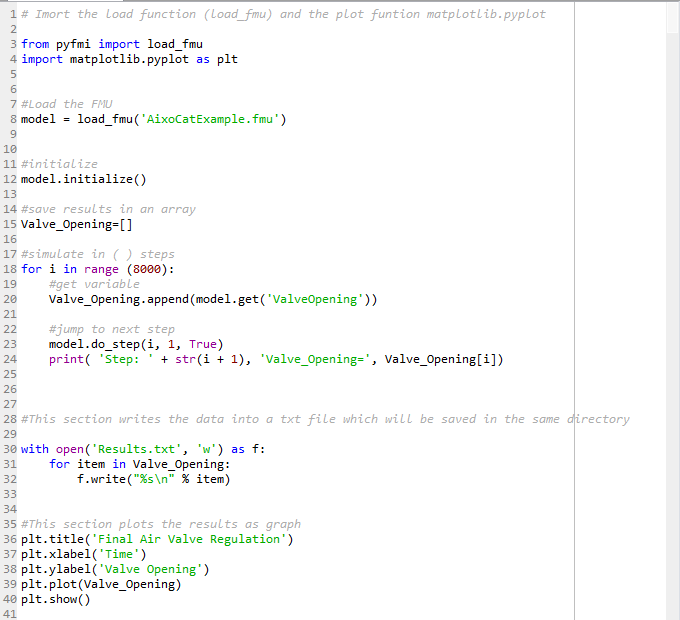 1 # Imort the load function (load_fmu) and the plot funtion matplotlib.pyplot
2
3 from pyfmi import load_fmu
4 import matplotlib.pyplot as plt
5
6
7 #Load the FMU
8 model = load_fmu('AixoCatExample.fmu')
9
10
11 #initialize
12 model.initialize()
13
14 #save results in an array
15 Valve_Opening=[]
16
17 #simulate in ( ) steps
18 for i in range (8000):
19     #get variable
20     Valve_Opening.append(model.get('ValveOpening'))
21
22     #jump to next step
23     model.do_step(i, 1, True)
24     print( 'Step: ' + str(i + 1), 'Valve_Opening=', Valve_Opening[i])
25
26
27
28 #This section writes the data into a txt file which will be saved in the same directory
29
30 with open('Results.txt', 'w') as f:
31     for item in Valve_Opening:
32         f.write("%s\n" % item)
33
34
35 #This section plots the results as graph
36 plt.title('Final Air Valve Regulation')
37 plt.xlabel('Time')
38 plt.ylabel('Valve Opening')
39 plt.plot(Valve_Opening)
40 plt.show()
41